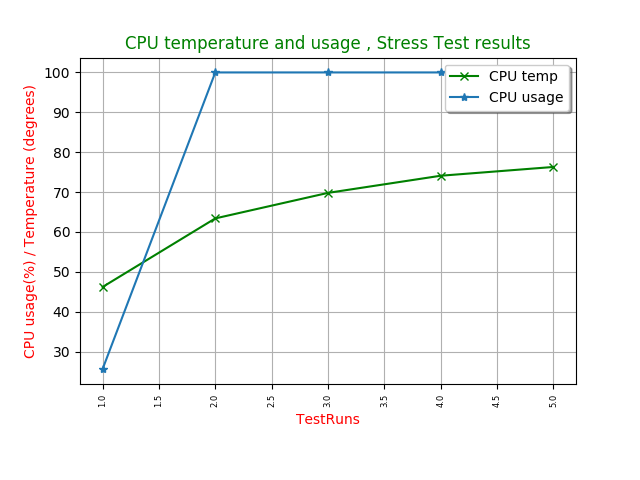 CPU temperature and usage , Stress Test results
CPU temp
CPU usage
CPU usage(%) / Temperature (degrees)
100
90
80
70
60
50
40
30
1.0 1.5 2.0 2.5 3.0 3.5 4.0 4.5 5.0
TestRuns